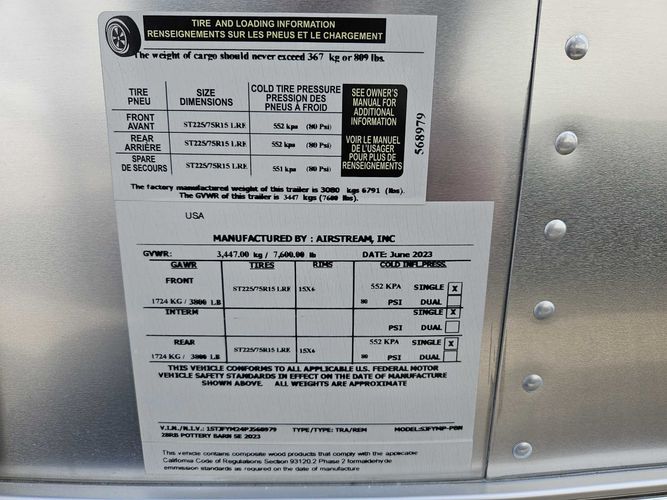 TIRE AND LOADING INFORMATION
RENSEIGNEMENTS SUR LES PNEUS ET LE CHARGEMENT
The weight of cargo should never exceed 367 kg or 809 lbs.
TIRE PNEU SIZE DIMENSIONS COLD TIRE PRESSURE PRESSION DES PNEUS À FROID
FRONT AVANT ST225/75R15 LRE 552 kpa (80 Psi)
REAR ARRIÈRE ST225/75R15 LRE 552 kpa (80 Psi)
SPARE DE SECOURS ST225/75R15 LRE 551 kpa (80 Psi)
SEE OWNER'S
MANUAL FOR
ADDITIONAL
INFORMATION
VOIR LE MANUEL
DE L'USAGER
POUR PLUS DE
RENSEIGNEMENTS
568979
The factory manufactured weight of this trailer is 3080 kgs 6791 (lbs).
The GVWR of this trailer is 3447 kgs (7600 lbs)
USA
MANUFACTURED BY : AIRSTREAM, INC
GVWR: 3,447.00 kg / 7,600.00 lb DATE: June 2023
GAWR TIRES RIMS COLD INFL.PRESS.
FRONT ST225/75R15 LRE 15X6 552 KPA SINGLE X
1724 KG / 3800 LB 80 PSI DUAL
INTERM SINGLE X
PSI DUAL
REAR ST225/75R15 LRE 15X6 552 KPA SINGLE X
1724 KG / 3800 LB 80 PSI DUAL
THIS VEHICLE CONFORMS TO ALL APPLICABLE U.S. FEDERAL MOTOR
VEHICLE SAFETY STANDARDS IN EFFECT ON THE DATE OF MANUFACTURE
SHOWN ABOVE. ALL WEIGHTS ARE APPROXIMATE
V.I.N./N.I.V.: 1STJFYM24PJ568979 TYPE/TYPE: TRA/REM MODEL:SJFYMP-PBN
28RB POTTERY BARN SE 2023
This vehicle contains composite wood products that comply with the applicable
California Code of Regulations Section 93120.2 Phase 2 formaldehyde
emmission standards as required on the date of manufacture